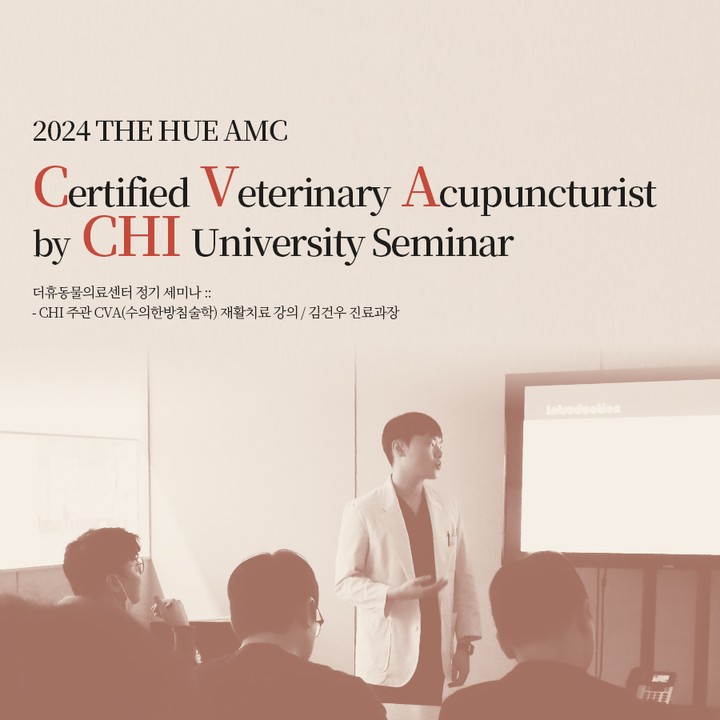 2024 THE HUE AMC
Certified Veterinary Acupuncturist
by CHI University Seminar
더휴동물의료센터 정기 세미나 ::
- CHI 주관 CVA(수의한방침술학) 재활치료 강의 / 김건우 진료과장
Introduction